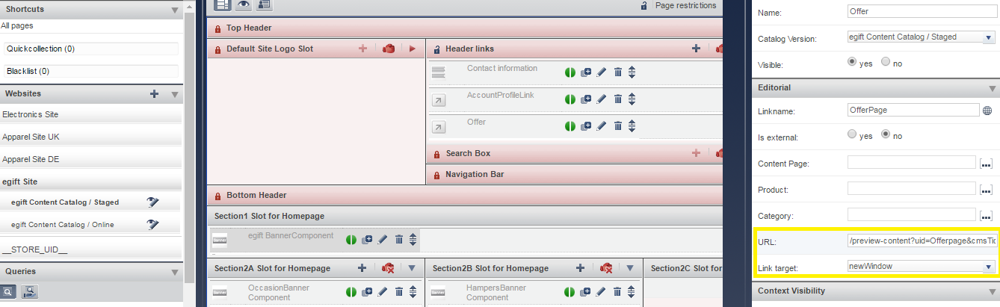 Shortcuts
All pages
Quickcollection (0)
Blacklist (0)
Websites
Electronics Site
Apparel Site UK
Apparel Site DE
egift Site
egift Content Catalog / Staged
egift Content Catalog / Online
__STORE_UID__
Queries
Page restrictions
Top Header
Default Site Logo Slot
Header links
Contact information
AccountProfileLink
Offer
Search Box
Navigation Bar
Bottom Header
Section1 Slot for Homepage
Banner
egift BannerComponent
Section2A Slot for Homepage
Section2B Slot for Homepage
Section2C Slot for
Banner
OccasionBanner
Component
Banner
HampersBanner
Component
Name: Offer
Catalog Version: egift Content Catalog / Staged
Visible: yes no
Editorial
Linkname: OfferPage
Is external: yes no
Content Page:
Product:
Category:
URL: /preview-content?uid=Offerpage&cmsTic
Link target: newWindow
Context Visibility